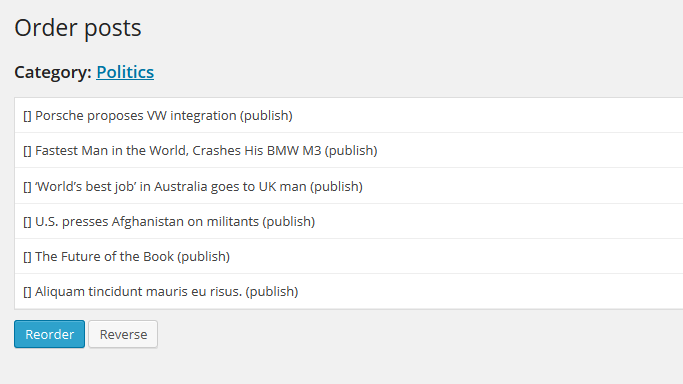 Order posts
Category: Politics
[] Porsche proposes VW integration (publish)
[] Fastest Man in the World, Crashes His BMW M3 (publish)
[] ‘World’s best job’ in Australia goes to UK man (publish)
[] U.S. presses Afghanistan on militants (publish)
[] The Future of the Book (publish)
[] Aliquam tincidunt mauris eu risus. (publish)
Reorder Reverse